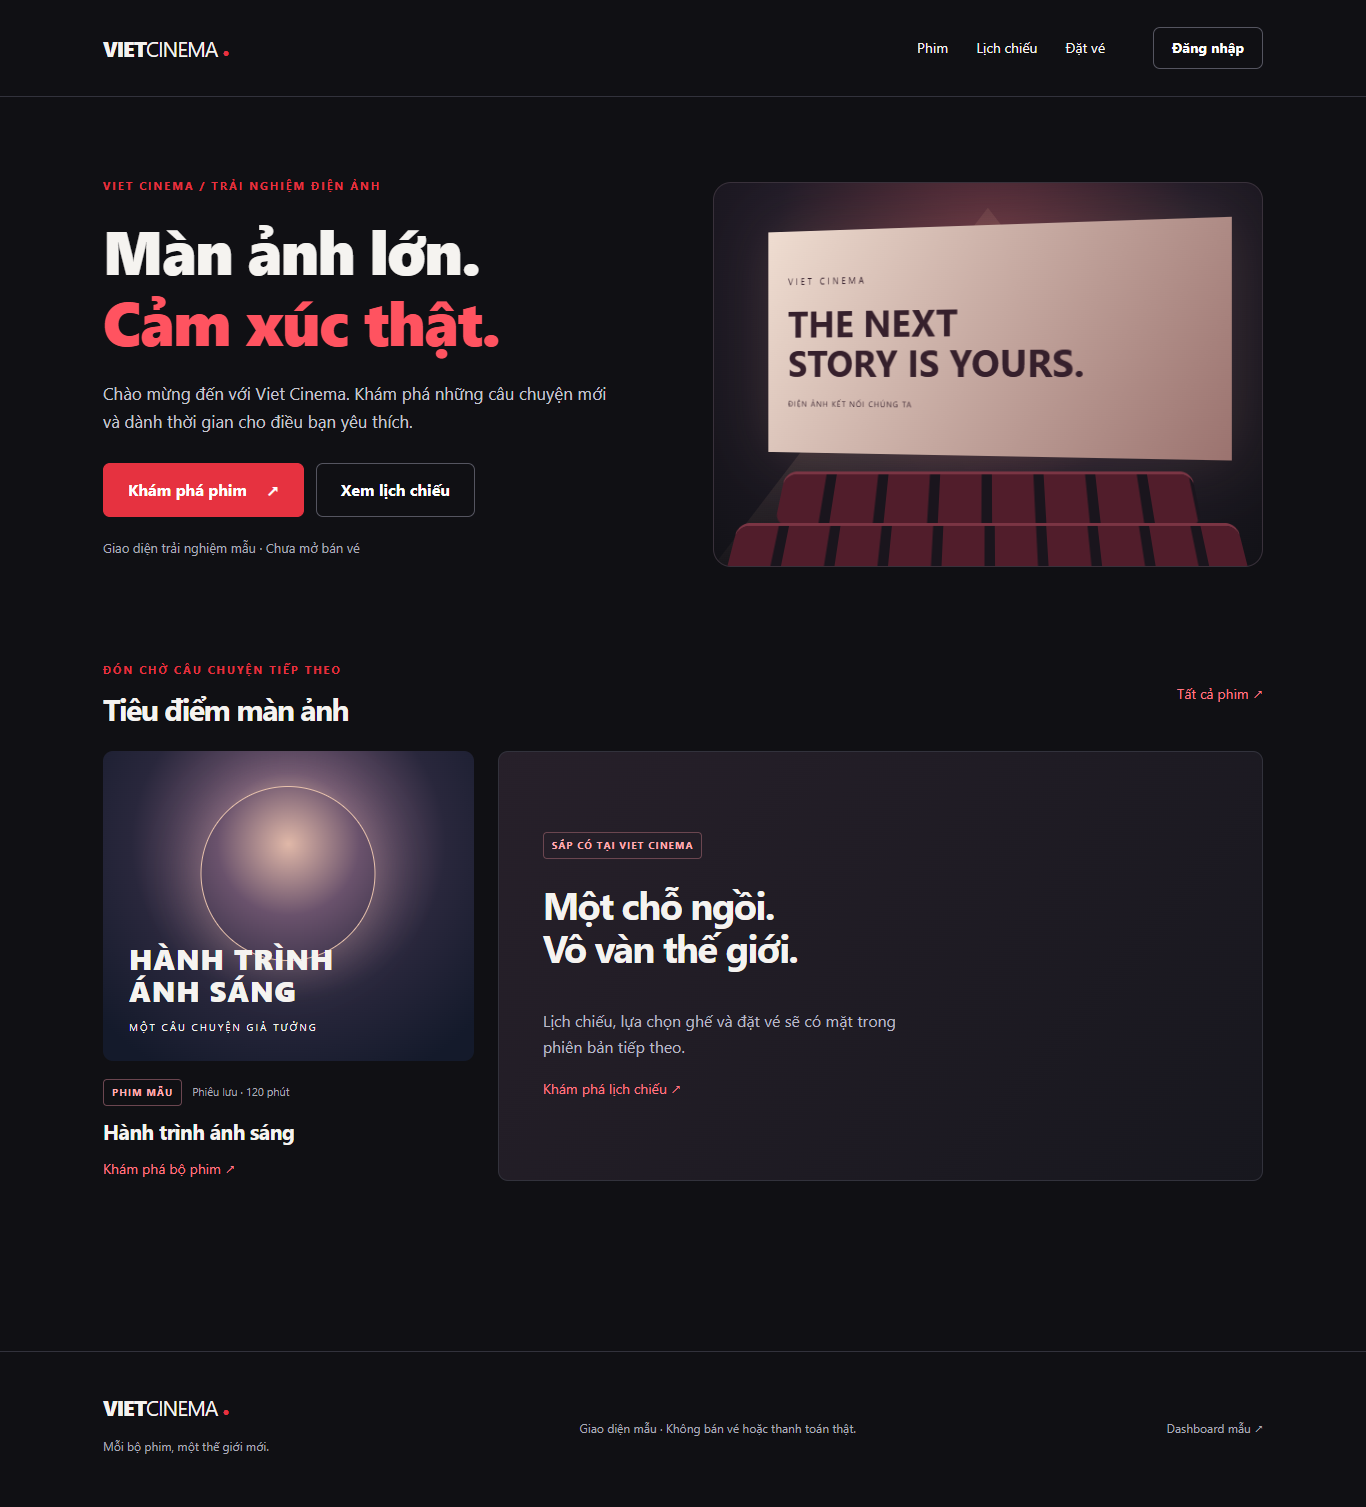 VIETCINEMA.
Phim
Lịch chiếu
Đặt vé
Đăng nhập
VIET CINEMA / TRẢI NGHIỆM ĐIỆN ẢNH
Màn ảnh lớn.
Cảm xúc thật.
Chào mừng đến với Viet Cinema. Khám phá những câu chuyện mới
và dành thời gian cho điều bạn yêu thích.
Khám phá phim ↗
Xem lịch chiếu
Giao diện trải nghiệm mẫu · Chưa mở bán vé
VIET CINEMA
THE NEXT
STORY IS YOURS.
ĐIỆN ẢNH KẾT NỐI CHÚNG TA
ĐÓN CHỜ CÂU CHUYỆN TIẾP THEO
Tiêu điểm màn ảnh
Tất cả phim ↗
HÀNH TRÌNH
ÁNH SÁNG
MỘT CÂU CHUYỆN GIẢ TƯỞNG
PHIM MẪU
Phiêu lưu · 120 phút
Hành trình ánh sáng
Khám phá bộ phim ↗
SẮP CÓ TẠI VIET CINEMA
Một chỗ ngồi.
Vô vàn thế giới.
Lịch chiếu, lựa chọn ghế và đặt vé sẽ có mặt trong
phiên bản tiếp theo.
Khám phá lịch chiếu ↗
VIETCINEMA.
Mỗi bộ phim, một thế giới mới.
Giao diện mẫu · Không bán vé hoặc thanh toán thật.
Dashboard mẫu ↗